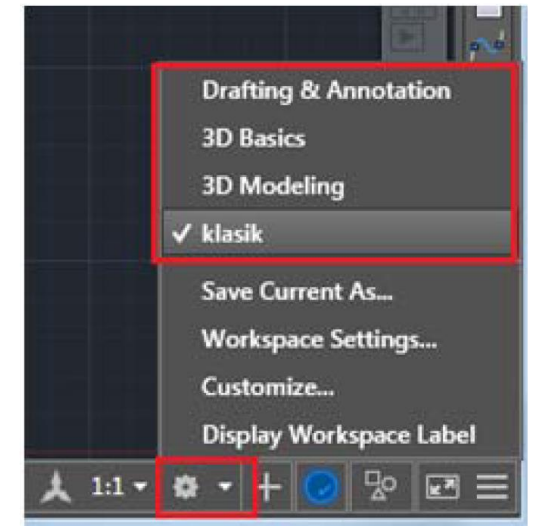 Drafting & Annotation
3D Basics
3D Modeling
✓ klasik
Save Current As...
Workspace Settings...
Customize...
Display Workspace Label
1:1